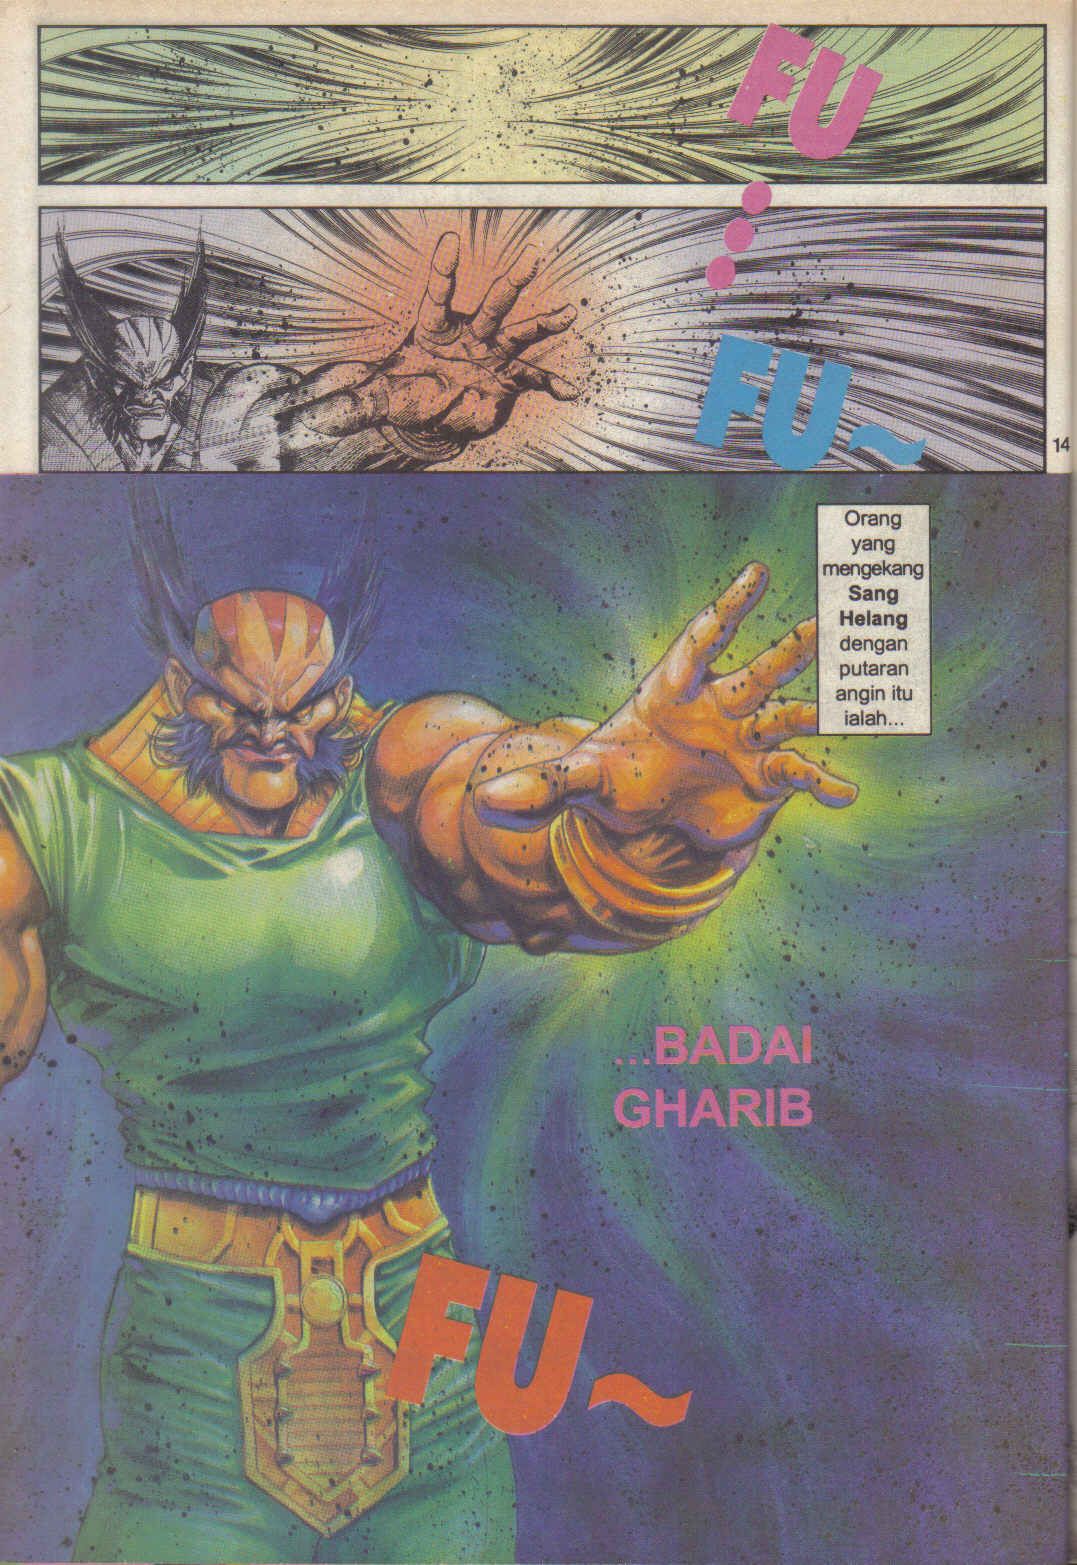 FU
FU~
14
Orang
yang
mengekang
Sang
Helang
dengan
putaran
angin itu
ialah...
...BADAI
GHARIB
FU~